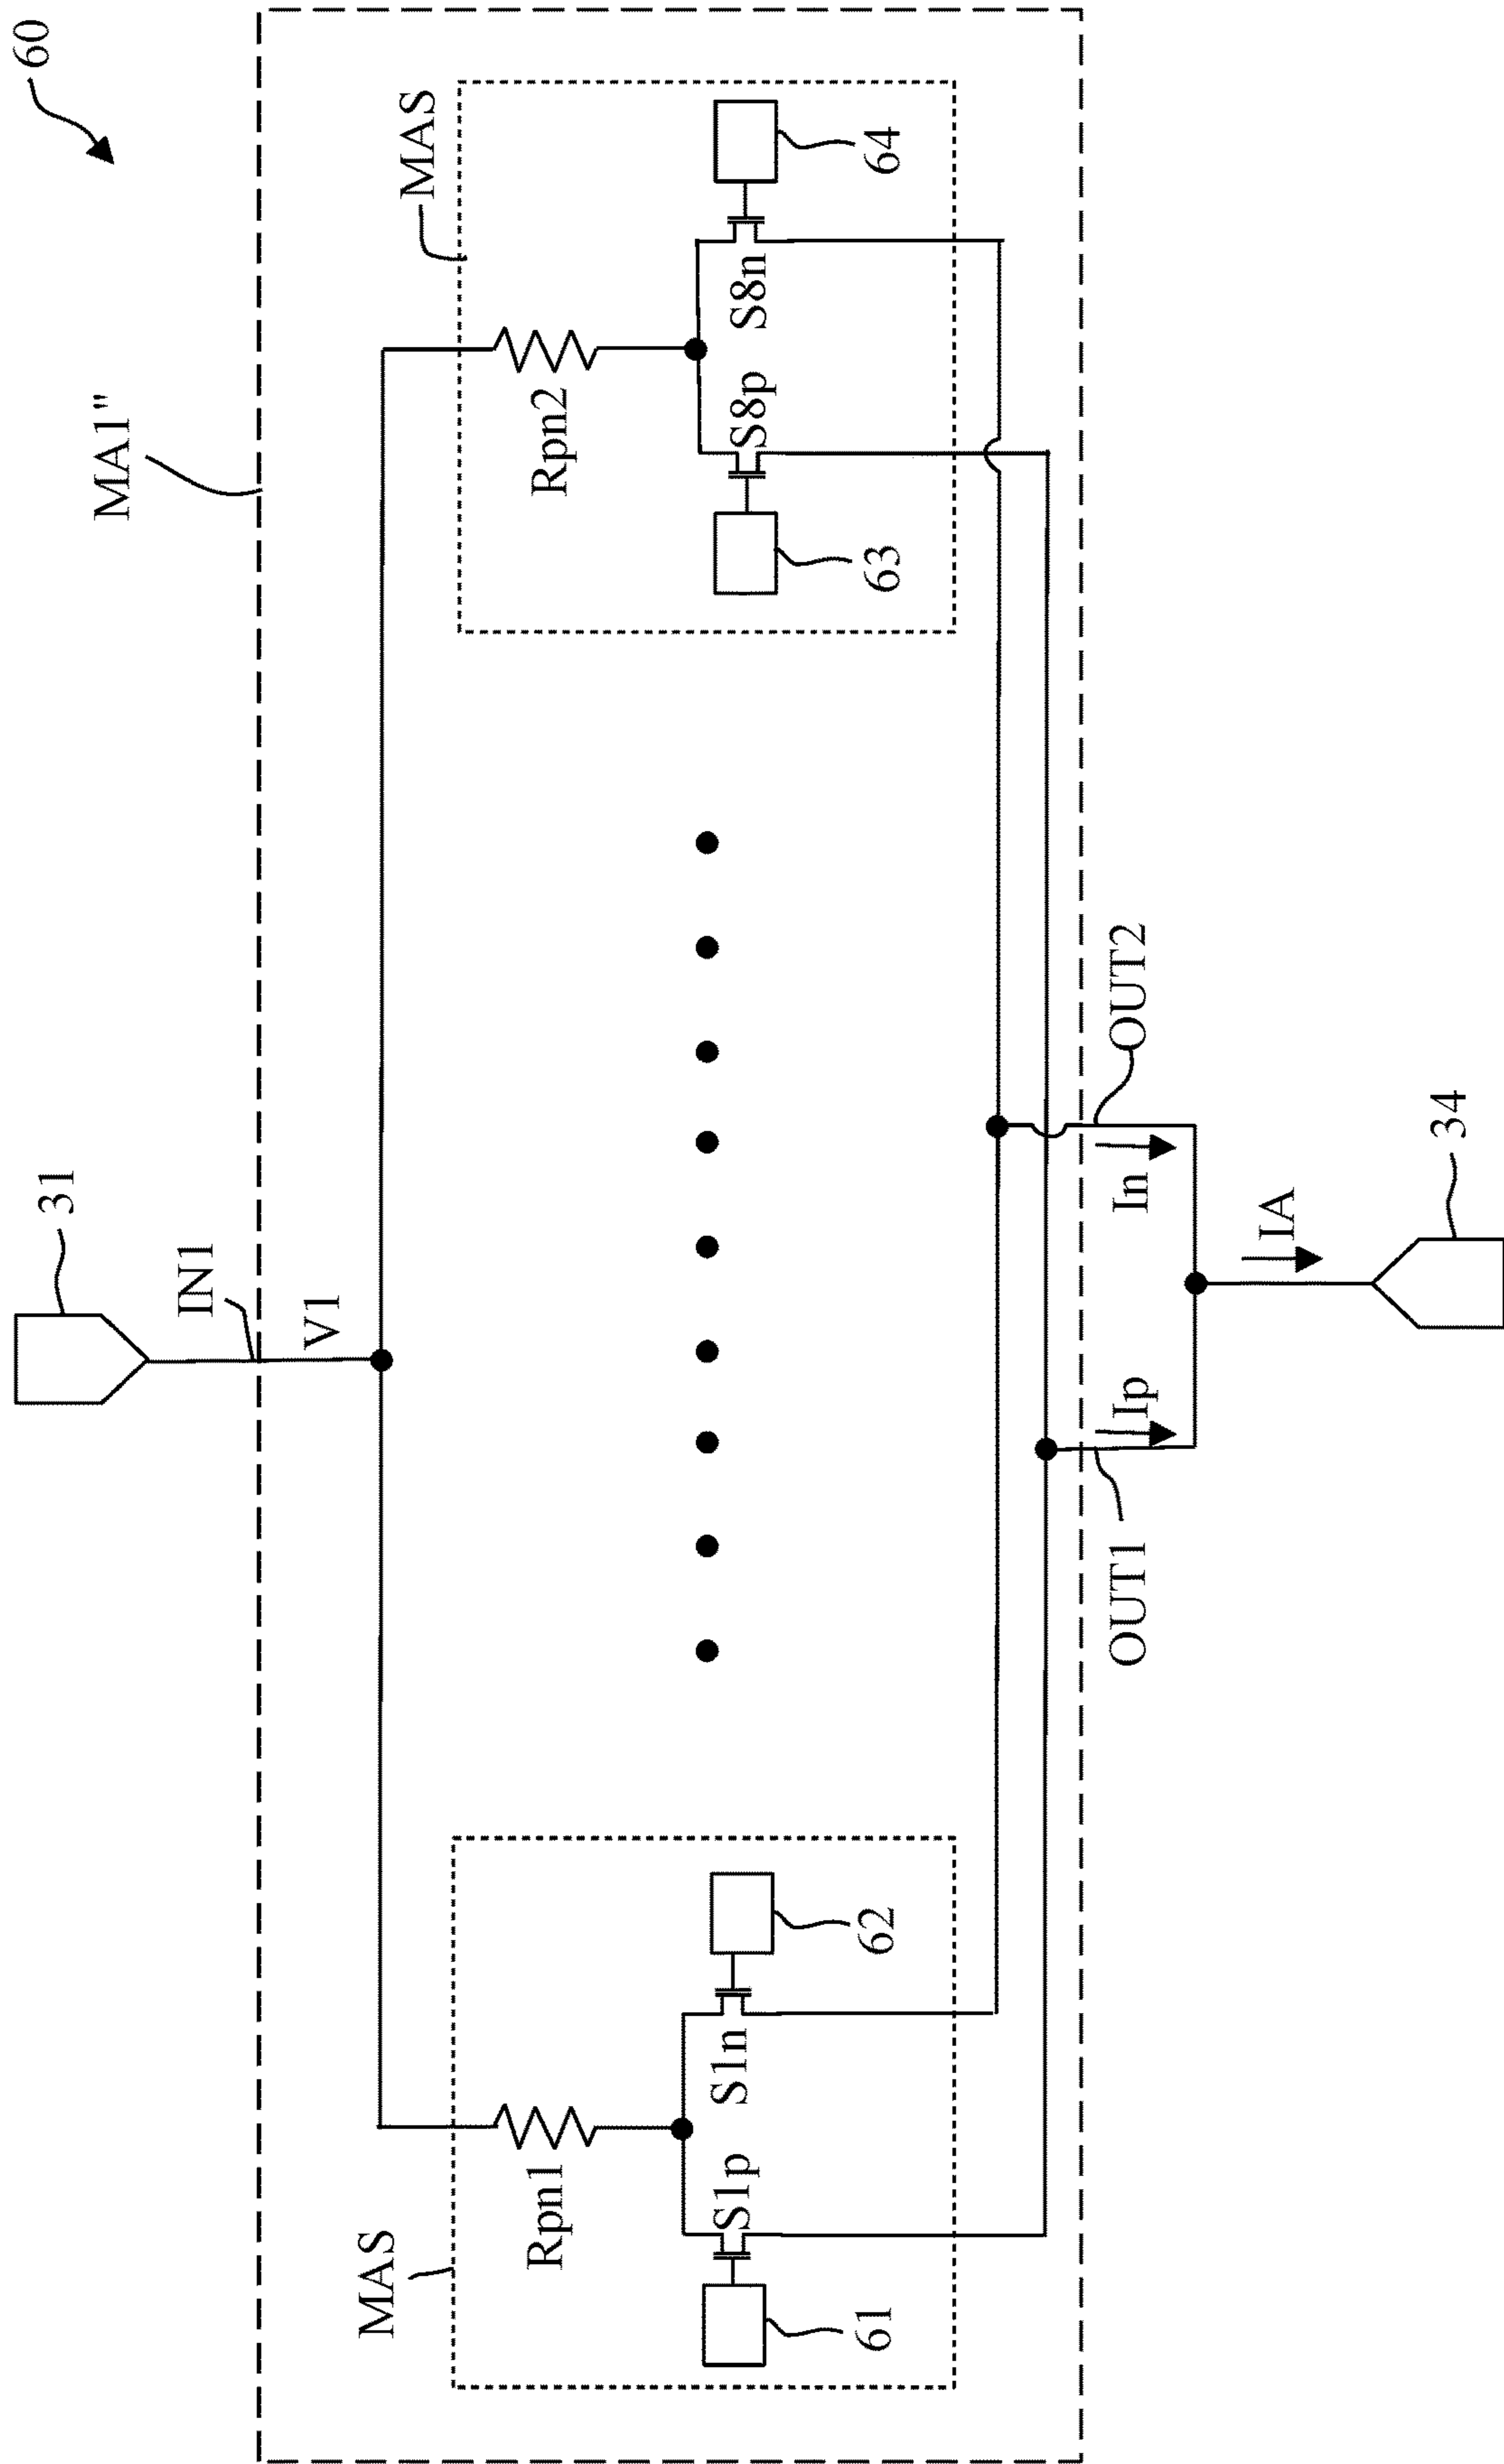 60
31
IN1
MA1"
V1
MAS
MAS
Rpn1
Rpn2
S1p
S1n
S8p
S8n
61
62
63
64
OUT1
Ip
In
OUT2
IA
34